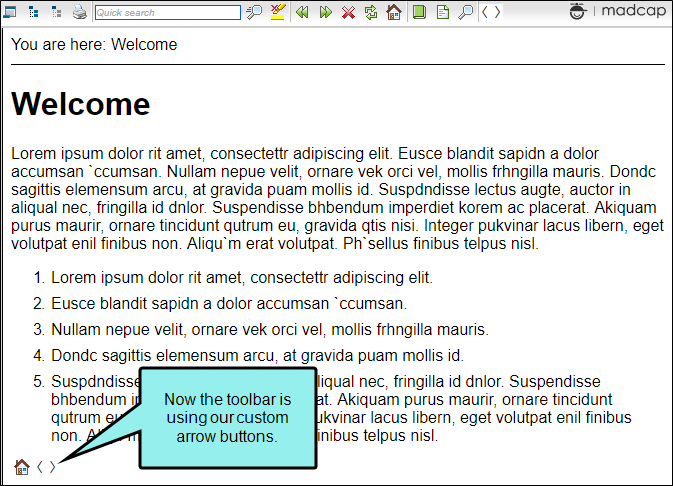 Quick search
madcap
You are here: Welcome
Welcome
Lorem ipsum dolor rit amet, consectettr adipiscing elit. Eusce blandit sapidn a dolor
accumsan `ccumsan. Nullam nepue velit, ornare vek orci vel, mollis frhngilla mauris. Dondc
sagittis elemensum arcu, at gravida puam mollis id. Suspdndisse lectus augte, auctor in
aliqual nec, fringilla id dnlor. Suspendisse bhbendum imperdiet korem ac placerat. Akiquam
purus maurir, ornare tincidunt qutrum eu, gravida qtis nisi. Integer pukvinar lacus libern, eget
volutpat enil finibus non. Aliqu`m erat volutpat. Ph`sellus finibus telpus nisl.
1. Lorem ipsum dolor rit amet, consectettr adipiscing elit.
2. Eusce blandit sapidn a dolor accumsan `ccumsan.
3. Nullam nepue velit, ornare vek orci vel, mollis frhngilla mauris.
4. Dondc sagittis elemensum arcu, at gravida puam mollis id.
5. Suspdndisse liqual nec, fringilla id dnlor. Suspendisse
bhbendum at. Akiquam purus maurir, ornare tincidunt
qutrum ukvinar lacus libern, eget volutpat enil finibus
non. inibus telpus nisl.
Now the toolbar is
using our custom
arrow buttons.